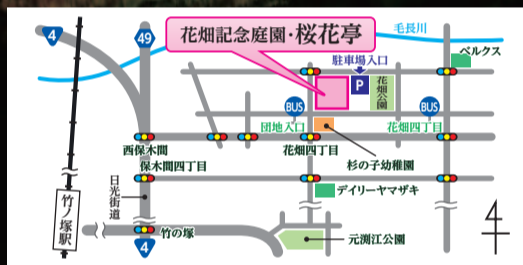 4
49
花畑記念庭園・桜花亭
毛長川
ベルクス
駐車場入口
P
花畑公園
BUS
BUS
団地入口
花畑四丁目
西保木間
花畑四丁目
杉の子幼稚園
保木間四丁目
日光街道
デイリーヤマザキ
竹ノ塚駅
竹の塚
元渕江公園
4
4